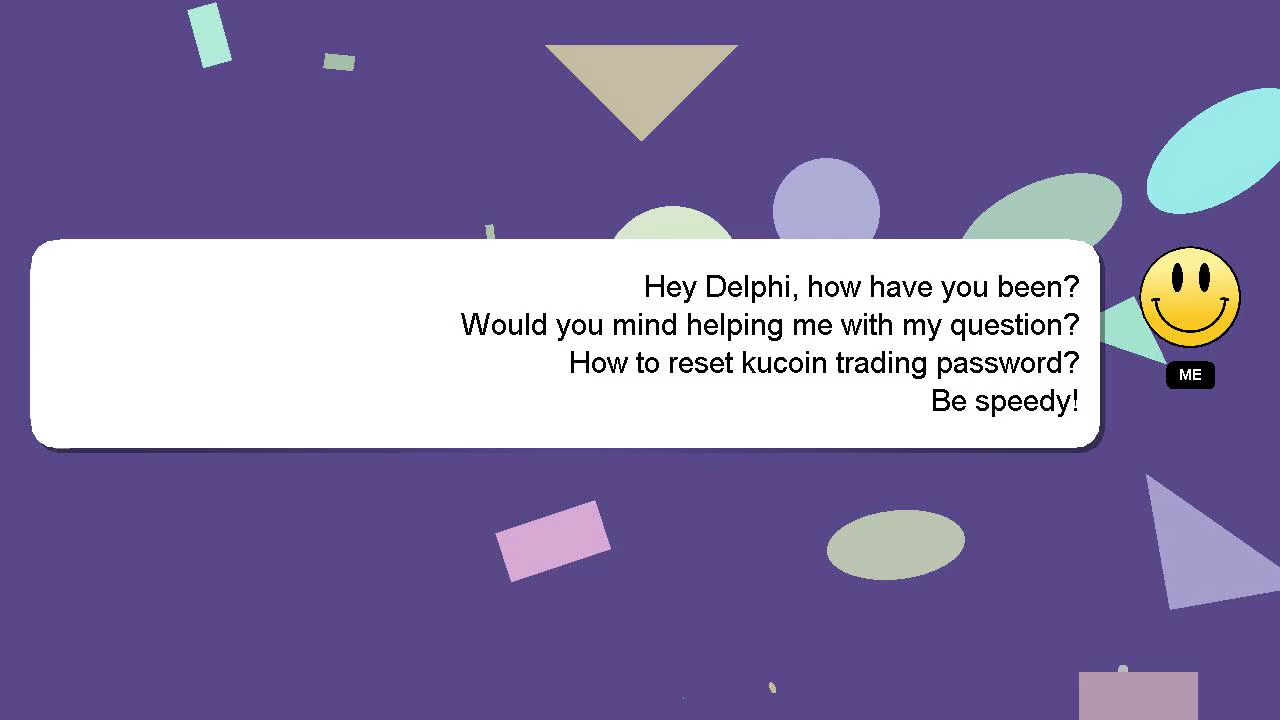 Hey Delphi, how have you been?
Would you mind helping me with my question?
How to reset kucoin trading password?
Be speedy!
ME